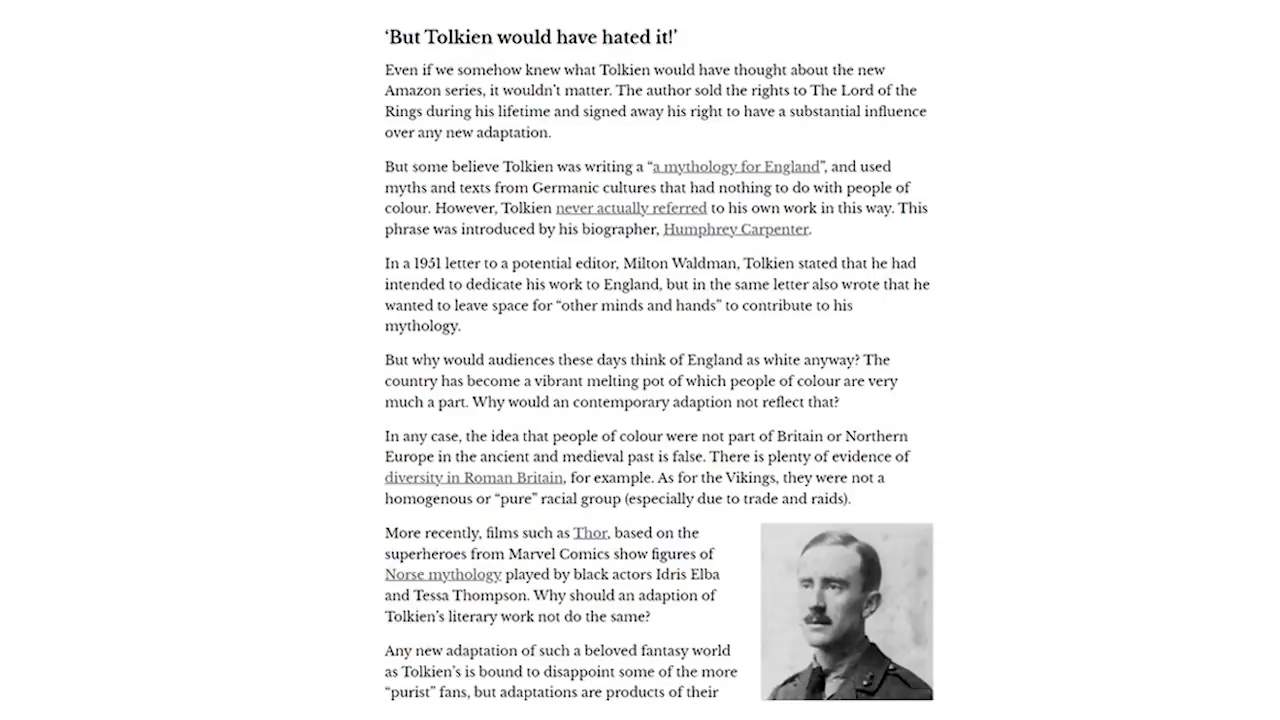 ‘But Tolkien would have hated it!’
Even if we somehow knew what Tolkien would have thought about the new
Amazon series, it wouldn’t matter. The author sold the rights to The Lord of the
Rings during his lifetime and signed away his right to have a substantial influence
over any new adaptation.
But some believe Tolkien was writing a “a mythology for England”, and used
myths and texts from Germanic cultures that had nothing to do with people of
colour. However, Tolkien never actually referred to his own work in this way. This
phrase was introduced by his biographer, Humphrey Carpenter.
In a 1951 letter to a potential editor, Milton Waldman, Tolkien stated that he had
intended to dedicate his work to England, but in the same letter also wrote that he
wanted to leave space for “other minds and hands” to contribute to his
mythology.
But why would audiences these days think of England as white anyway? The
country has become a vibrant melting pot of which people of colour are very
much a part. Why would an contemporary adaption not reflect that?
In any case, the idea that people of colour were not part of Britain or Northern
Europe in the ancient and medieval past is false. There is plenty of evidence of
diversity in Roman Britain, for example. As for the Vikings, they were not a
homogenous or “pure” racial group (especially due to trade and raids).
More recently, films such as Thor, based on the
superheroes from Marvel Comics show figures of
Norse mythology played by black actors Idris Elba
and Tessa Thompson. Why should an adaption of
Tolkien’s literary work not do the same?
Any new adaptation of such a beloved fantasy world
as Tolkien’s is bound to disappoint some of the more
“purist” fans, but adaptations are products of their